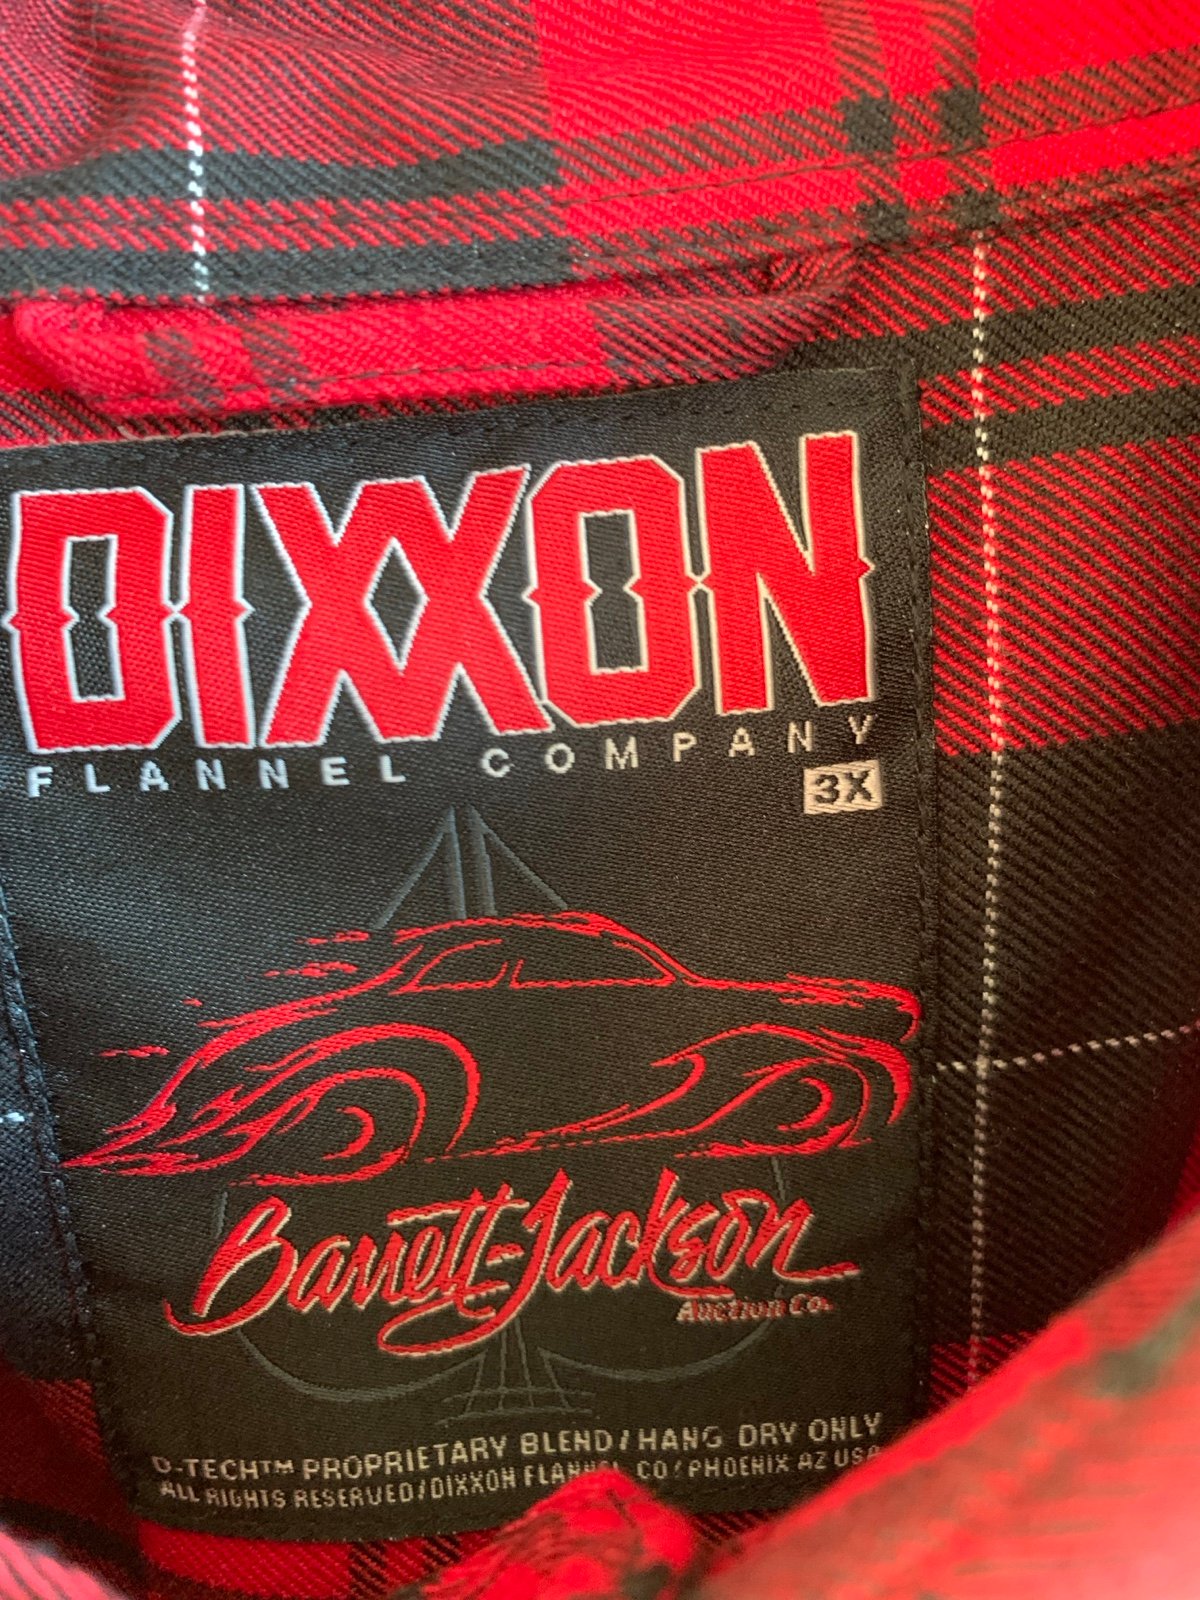 DIXXON
FLANNEL COMPANY
3X
Barrett-Jackson
Auction Co.
D-TECH™ PROPRIETARY BLEND/HANG DRY ONLY
ALL RIGHTS RESERVED/DIXXON FLANNEL CO/PHOENIX AZ USA